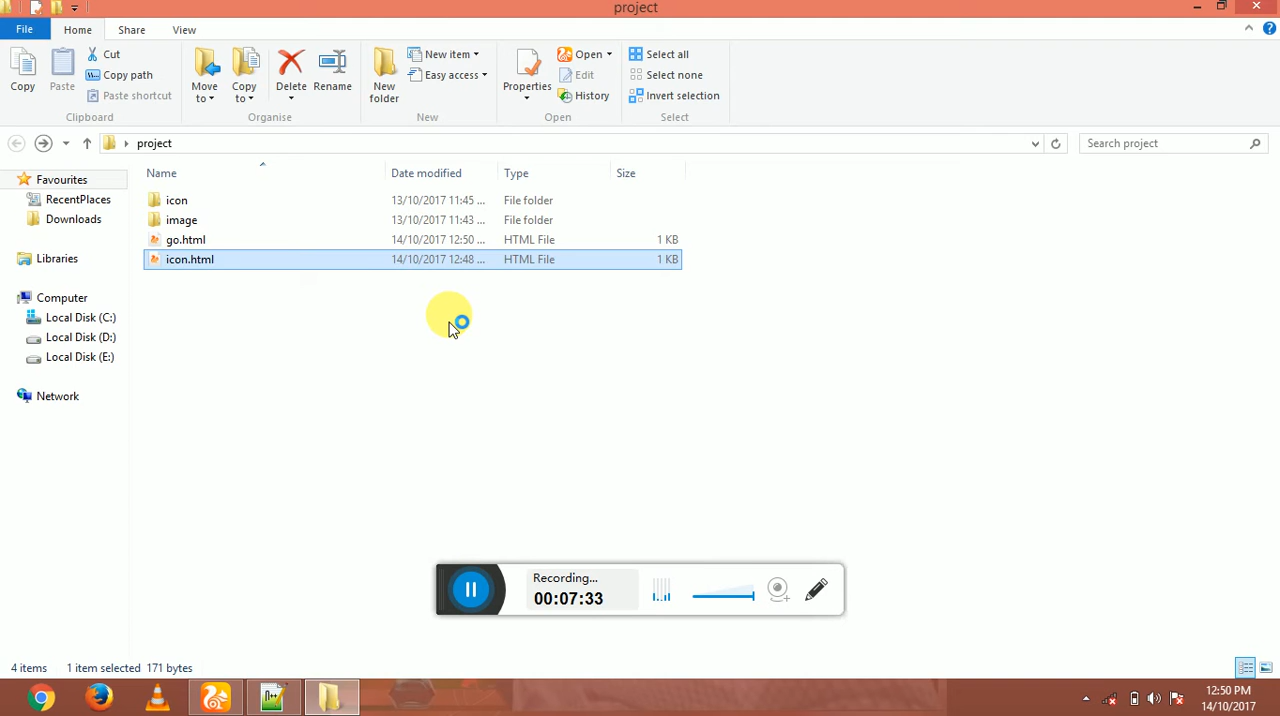 project
File Home Share View
Copy Paste Cut Copy path Paste shortcut Move to Copy to Delete Rename New folder New item Easy access Properties Open Edit History Select all Select none Invert selection
Clipboard Organise New Open Select
project Search project
Name Date modified Type Size
Favourites
RecentPlaces
Downloads
Libraries
Computer
Local Disk (C:)
Local Disk (D:)
Local Disk (E:)
Network
icon 13/10/2017 11:45 ... File folder
image 13/10/2017 11:43 ... File folder
go.html 14/10/2017 12:50 ... HTML File 1 KB
icon.html 14/10/2017 12:48 ... HTML File 1 KB
Recording...
00:07:33
4 items 1 item selected 171 bytes
12:50 PM
14/10/2017